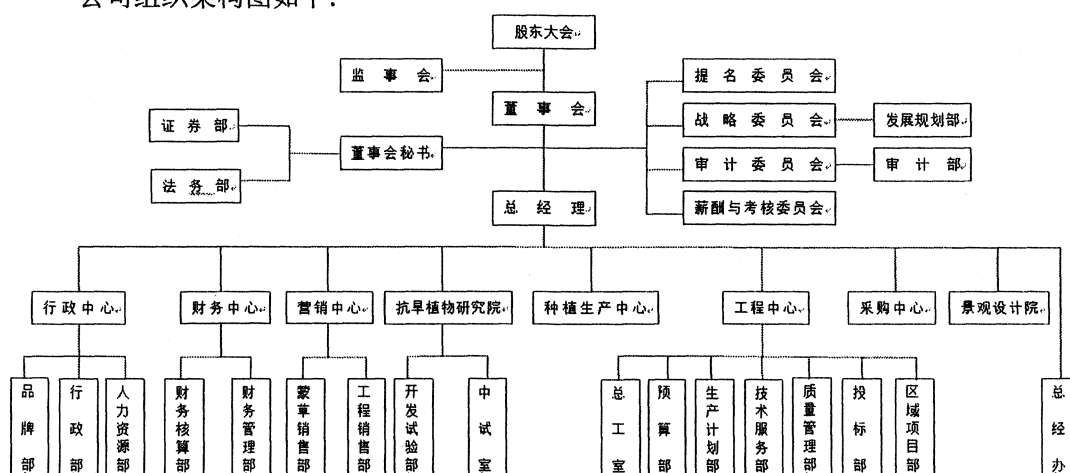 公司组织架构图如下：
股东大会
监事会
提名委员会
董事会
战略委员会
发展规划部
证券部
董事会秘书
审计委员会
审计部
法务部
总经理
薪酬与考核委员会
行政中心
财务中心
营销中心
抗旱植物研究院
种植生产中心
工程中心
采购中心
景观设计院
品牌部
行政部
人力资源部
财务核算部
财务管理部
蒙草销售部
工程销售部
开发试验部
中试室
总工室
预算部
生产计划部
技术服务部
质量管理部
投标部
区域项目部
总经办